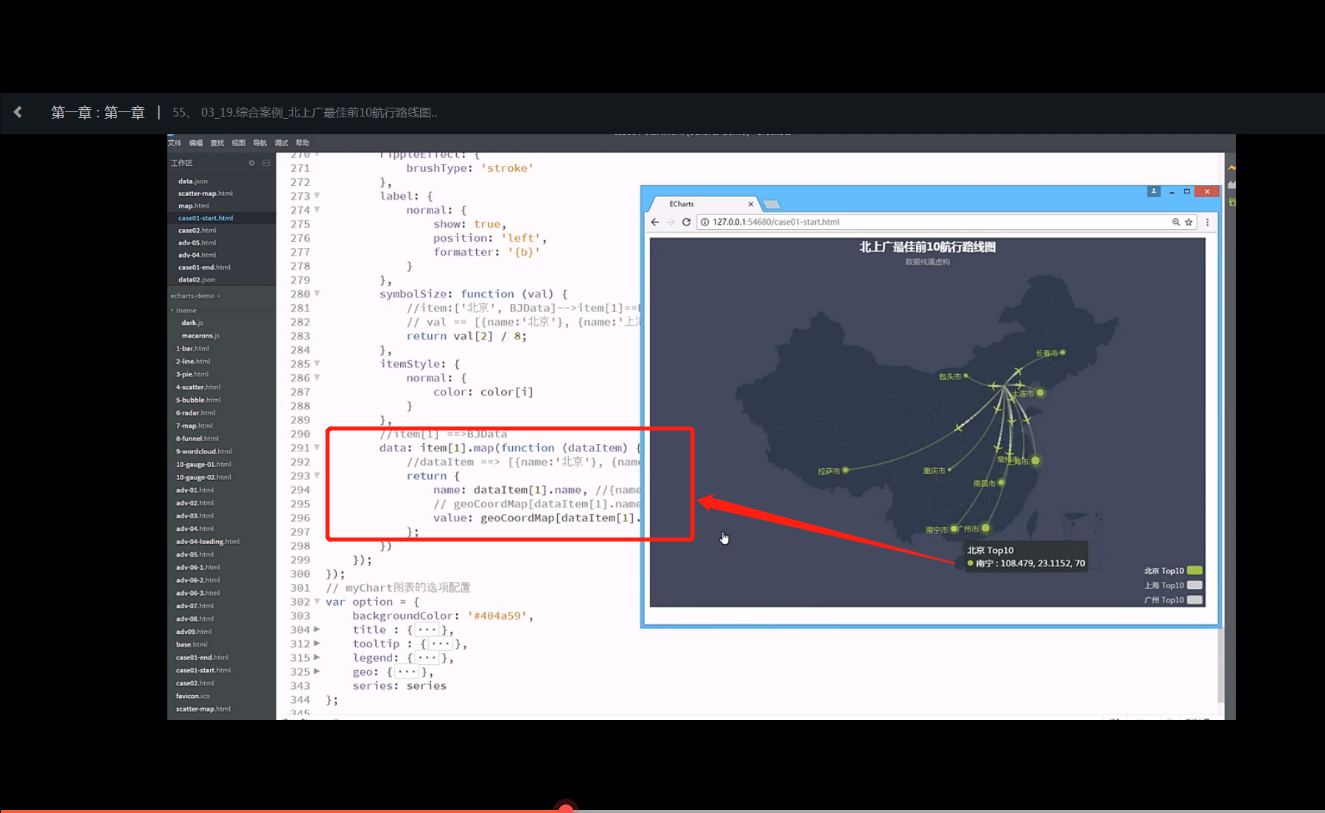 第一章 : 第一章 | 55、 03_19.综合案例_北上广最佳前10航行路线图..
文件 编辑 查找 视图 导航 调试 帮助
工作区
data.json
scatter-map.html
map.html
case01-start.html
case02.html
adv-05.html
adv-04.html
case01-end.html
data02.json
echarts-demo
theme
dark.js
macarons.js
1-bar.html
2-line.html
3-pie.html
4-scatter.html
5-bubble.html
6-radar.html
7-map.html
8-funnel.html
9-wordcloud.html
10-gauge-01.html
10-gauge-02.html
adv-01.html
adv-02.html
adv-03.html
adv-04.html
adv-04-loading.html
adv-05.html
adv-06-1.html
adv-06-2.html
adv-06-3.html
adv-07.html
adv-08.html
adv09.html
base.html
case01-end.html
case01-start.html
case02.html
favicon.ico
scatter-map.html
270 rippleEffect: {
271 brushType: 'stroke'
272 },
273 label: {
274 normal: {
275 show: true,
276 position: 'left',
277 formatter: '{b}'
278 }
279 },
280 symbolSize: function (val) {
281 //item:['北京', BJData]-->item[1]==
282 // val == [{name:'北京'}, {name:'上
283 return val[2] / 8;
284 },
285 itemStyle: {
286 normal: {
287 color: color[i]
288 }
289 },
290 //item[1] ==>BJData
291 data: item[1].map(function (dataItem) {
292 //dataItem ==> [{name:'北京'}, {name
293 return {
294 name: dataItem[1].name, //{name
295 // geoCoordMap[dataItem[1].name
296 value: geoCoordMap[dataItem[1].
297 };
298 })
299 });
300 });
301 // myChart图表的选项配置
302 var option = {
303 backgroundColor: '#404a59',
304 title : {···},
312 tooltip : {···},
315 legend: {···},
325 geo: {···},
343 series: series
344 };
345
ECharts
127.0.0.1:54680/case01-start.html
北上广最佳前10航行路线图
数据纯属虚构
长春市
包头市
大连市
拉萨市
重庆市
常州市
上海市
南昌市
南宁市
广州市
北京 Top10
南宁 : 108.479, 23.1152, 70
北京 Top10
上海 Top10
广州 Top10